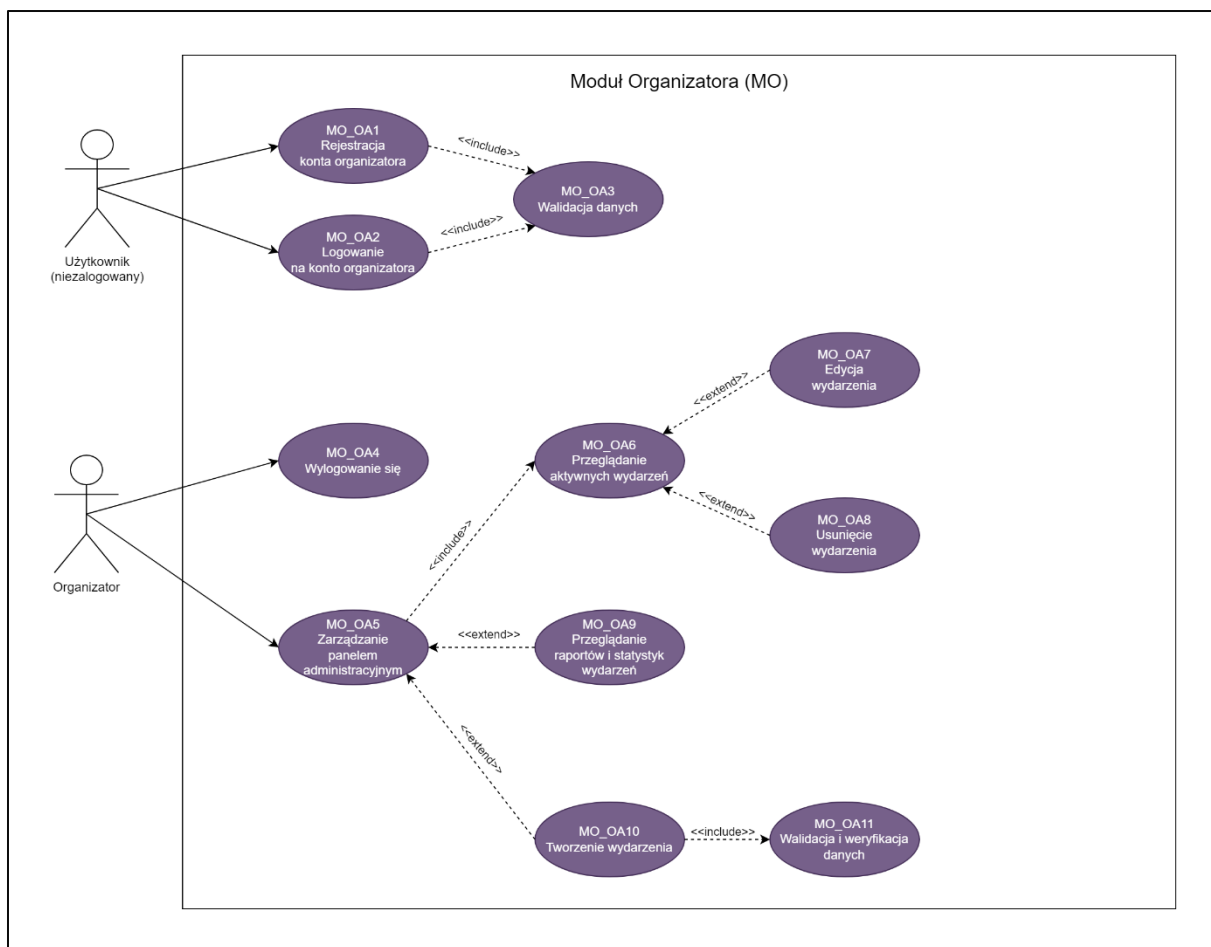 Moduł Organizatora (MO)
MO_OA1
Rejestracja
konta organizatora
<<include>>
MO_OA3
Walidacja danych
MO_OA2
Logowanie
na konto organizatora
<<include>>
Użytkownik
(niezalogowany)
MO_OA7
Edycja
wydarzenia
<<extend>>
MO_OA4
Wylogowanie się
MO_OA6
Przeglądanie
aktywnych wydarzeń
<<extend>>
MO_OA8
Usunięcie
wydarzenia
<<include>>
Organizator
MO_OA5
Zarządzanie
panelem
administracyjnym
<<extend>>
MO_OA9
Przeglądanie
raportów i statystyk
wydarzeń
<<extend>>
MO_OA10
Tworzenie wydarzenia
<<include>>
MO_OA11
Walidacja i weryfikacja
danych